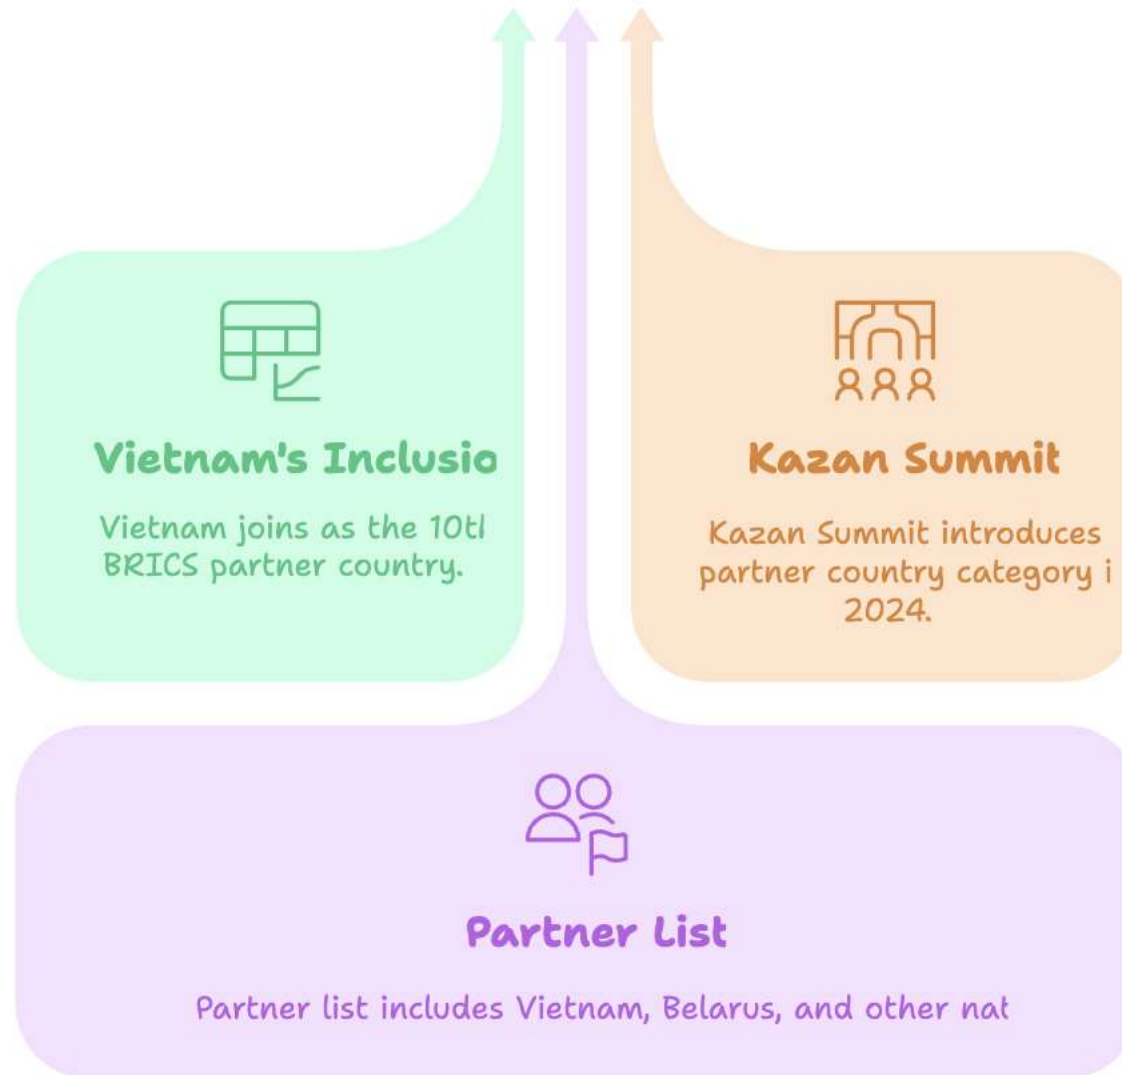 Vietnam's Inclusio
Vietnam joins as the 10tl
BRICS partner country.
Kazan Summit
Kazan Summit introduces
partner country category i
2024.
Partner List
Partner list includes Vietnam, Belarus, and other nat